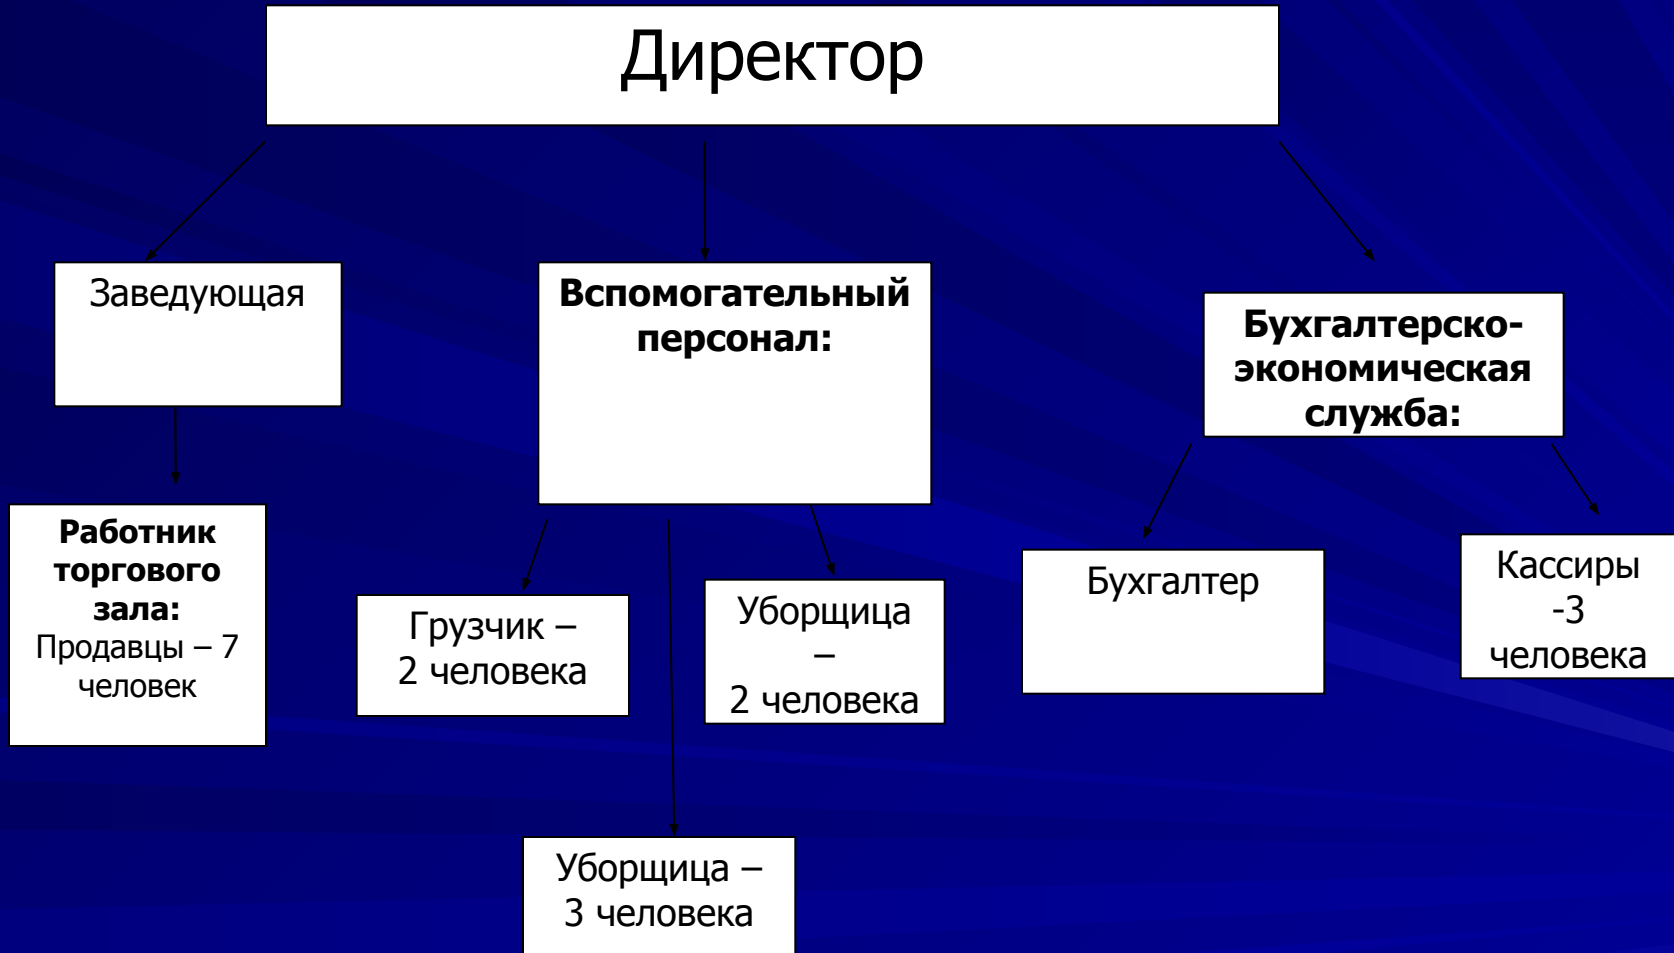 Директор
Заведующая
Вспомогательный
персонал:
Бухгалтерско-
экономическая
служба:
Работник
торгового
зала:
Продавцы – 7
человек
Грузчик –
2 человека
Уборщица
–
2 человека
Бухгалтер
Кассиры
-3
человека
Уборщица –
3 человека